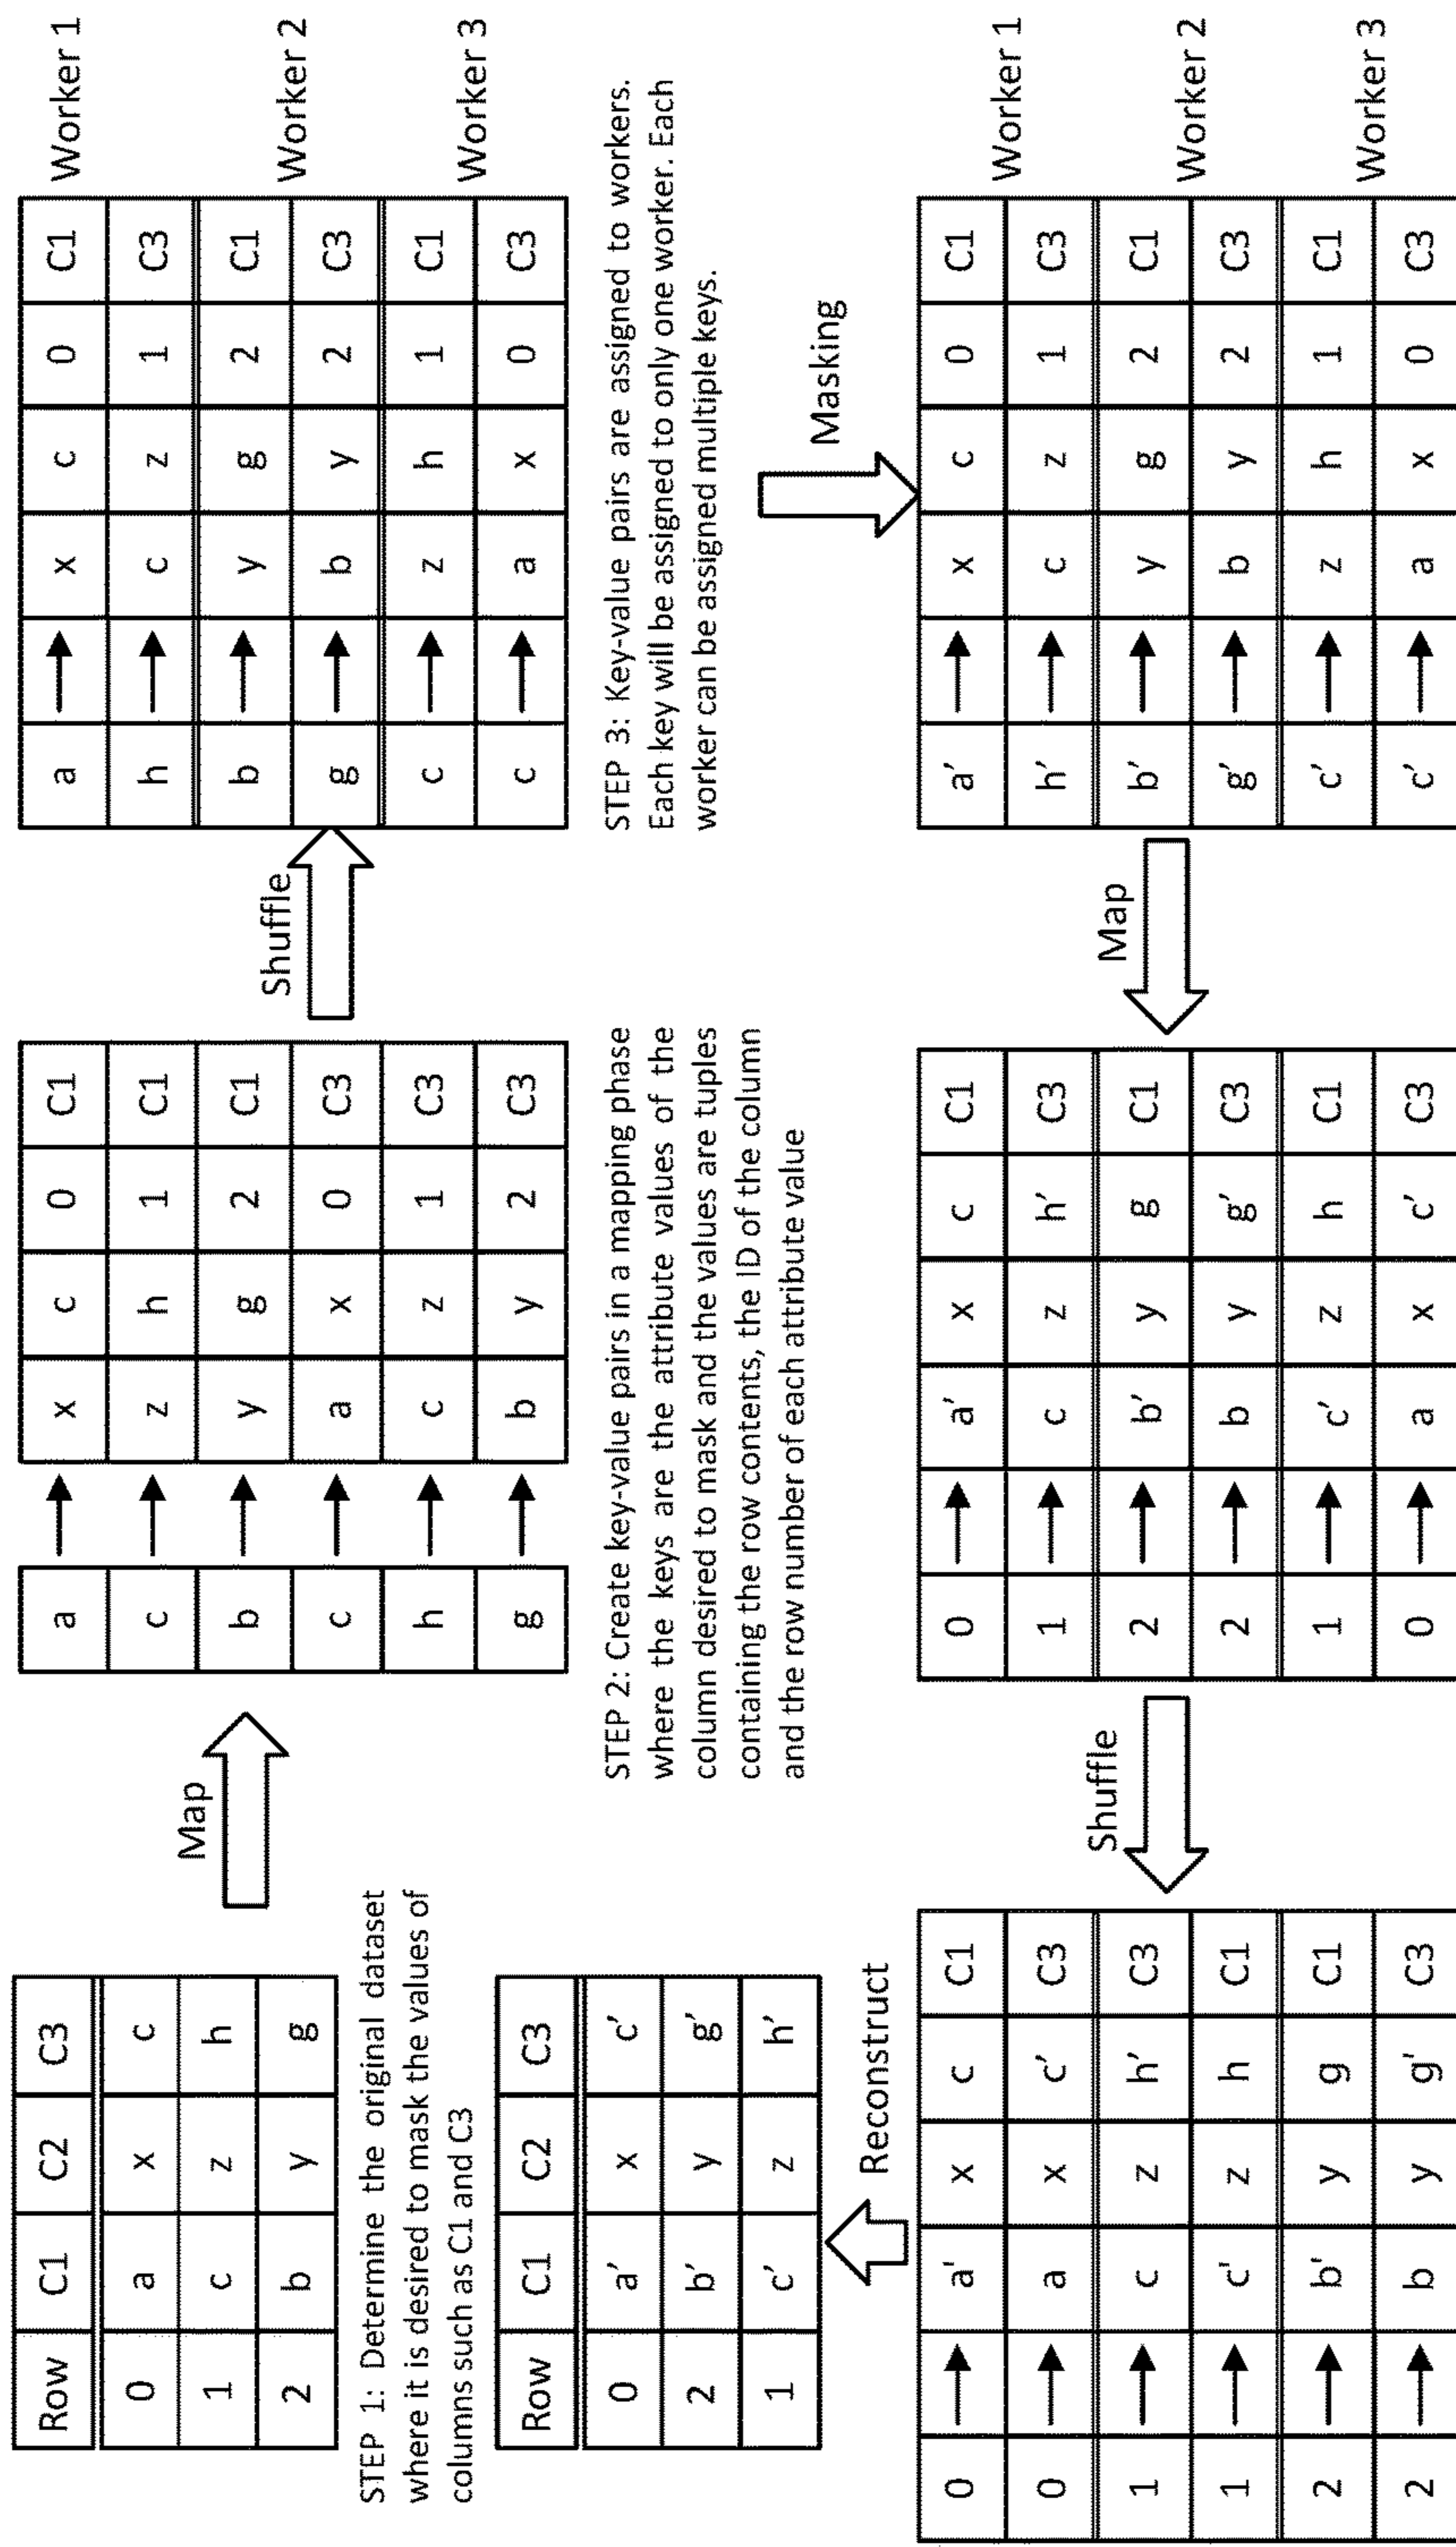 Row C1 C2 C3
0 a x c
1 c z h
2 b y g
STEP 1: Determine the original dataset
where it is desired to mask the values of
columns such as C1 and C3
Map
a x c 0 C1
c z h 1 C1
b y g 2 C1
c a x 0 C3
h c z 1 C3
g b y 2 C3
STEP 2: Create key-value pairs in a mapping phase
where the keys are the attribute values of the
column desired to mask and the values are tuples
containing the row contents, the ID of the column
and the row number of each attribute value
Shuffle
a x c 0 C1
h c z 1 C3
b y g 2 C1
g b y 2 C3
c z h 1 C1
c a x 0 C3
Worker 1
Worker 2
Worker 3
STEP 3: Key-value pairs are assigned to workers.
Each key will be assigned to only one worker. Each
worker can be assigned multiple keys.
Masking
a' x c 0 C1
h' c z 1 C3
b' y g 2 C1
g' b y 2 C3
c' z h 1 C1
c' a x 0 C3
Worker 1
Worker 2
Worker 3
Map
0 a' x c C1
1 c z h' C3
2 b' y g C1
2 b y g' C3
1 c' z h C1
0 a x c' C3
Shuffle
0 a' x c C1
0 a x c' C3
1 c z h' C3
1 c' z h C1
2 b' y g C1
2 b y g' C3
Reconstruct
Row C1 C2 C3
0 a' x c'
2 b' y g'
1 c' z h'